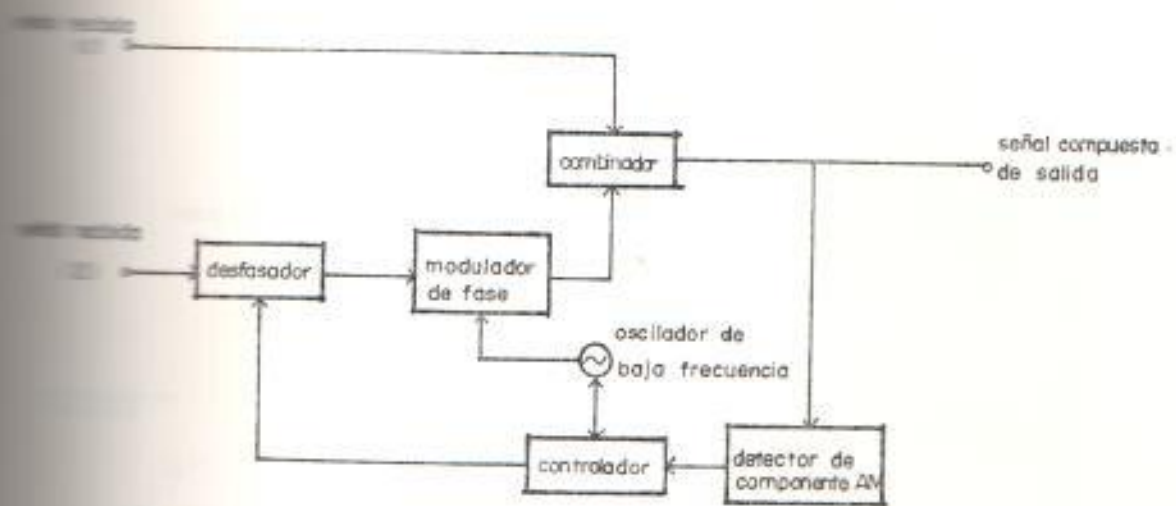 combinador
señal compuesta
de salida
desfasador
modulador
de fase
oscilador de
baja frecuencia
controlador
detector de
componente AM